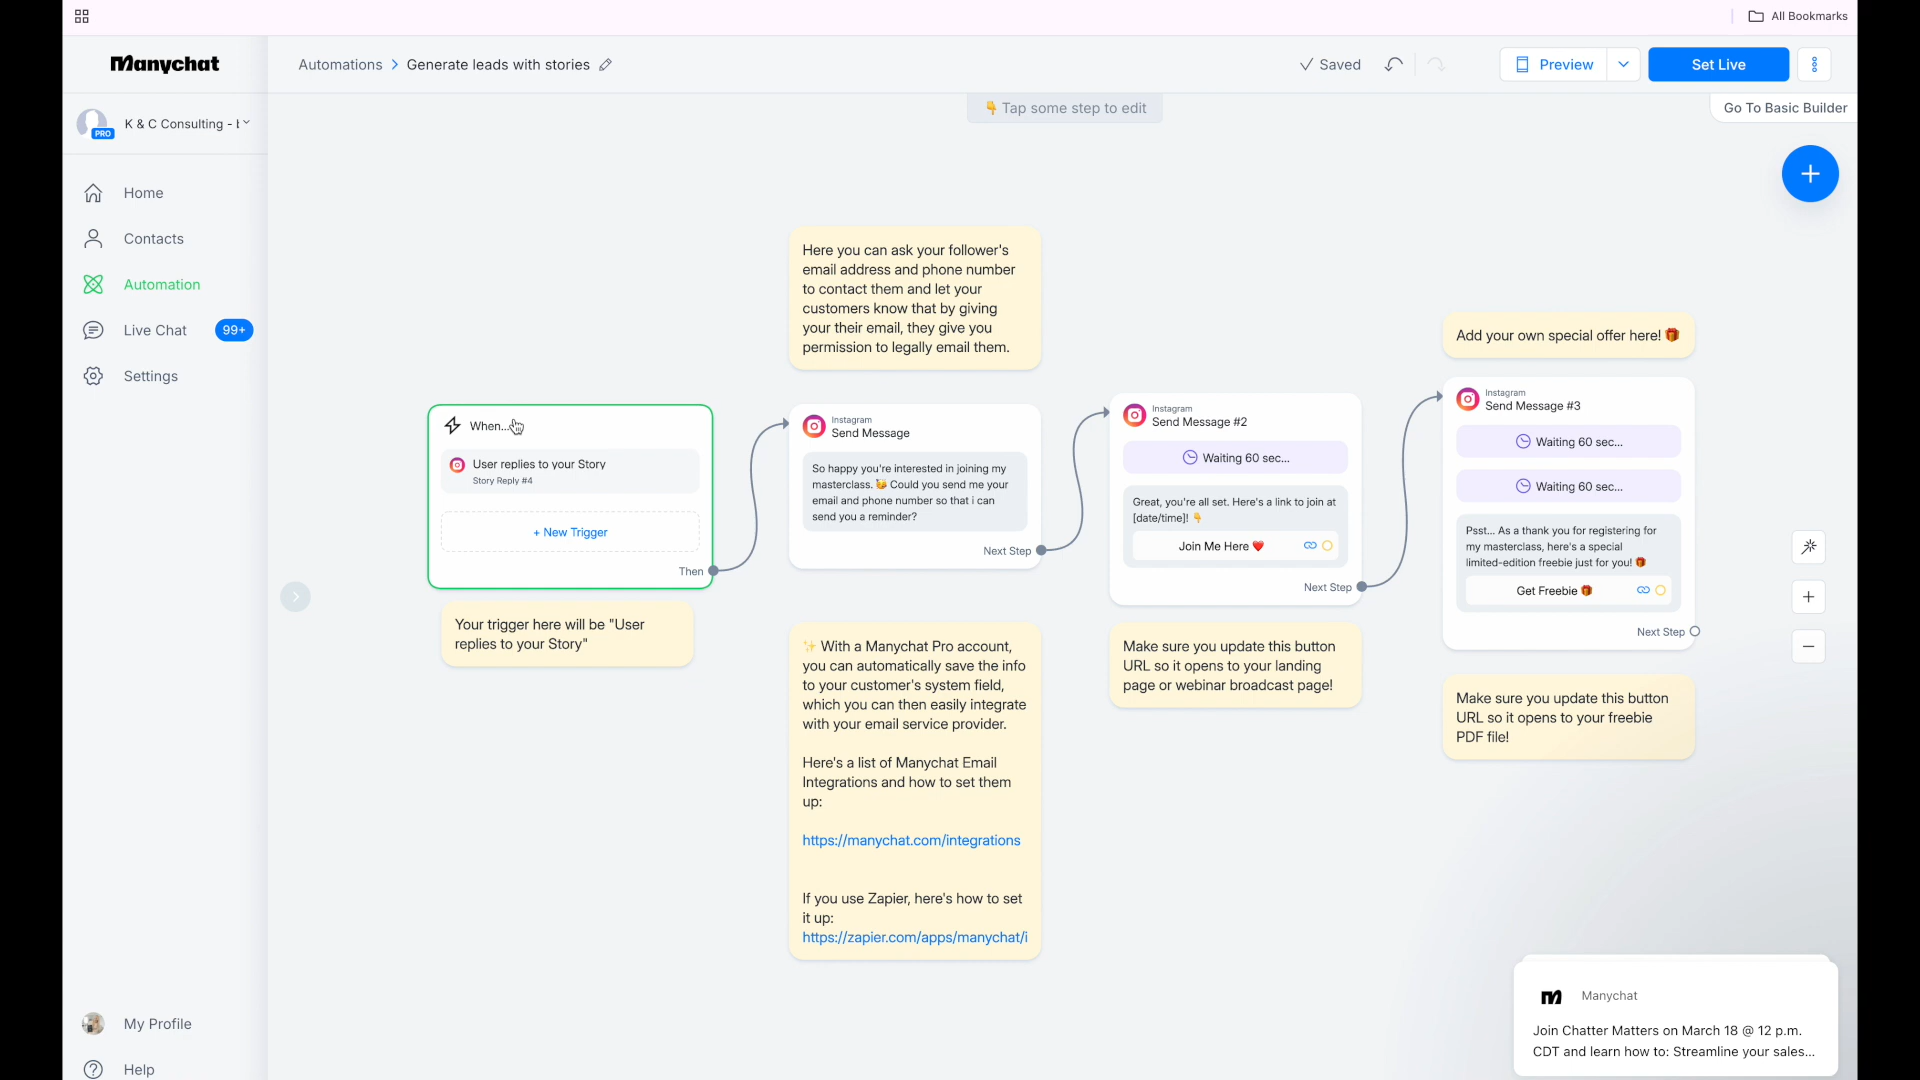 All Bookmarks
Manychat
Automations > Generate leads with stories
Saved
Preview
Set Live
👇 Tap some step to edit
Go To Basic Builder
PRO
K & C Consulting -
Home
Contacts
Automation
Live Chat
99+
Settings
My Profile
Help
When...
User replies to your Story
Story Reply #4
+ New Trigger
Then
Your trigger here will be "User
replies to your Story"
Here you can ask your follower's
email address and phone number
to contact them and let your
customers know that by giving
your their email, they give you
permission to legally email them.
Instagram
Send Message
So happy you're interested in joining my
masterclass. 🥳 Could you send me your
email and phone number so that i can
send you a reminder?
Next Step
✨ With a Manychat Pro account,
you can automatically save the info
to your customer's system field,
which you can then easily integrate
with your email service provider.
Here's a list of Manychat Email
Integrations and how to set them
up:
https://manychat.com/integrations
If you use Zapier, here's how to set
it up:
https://zapier.com/apps/manychat/i
Instagram
Send Message #2
Waiting 60 sec...
Great, you're all set. Here's a link to join at
[date/time]! 👇
Join Me Here ❤️
Next Step
Make sure you update this button
URL so it opens to your landing
page or webinar broadcast page!
Add your own special offer here! 🎁
Instagram
Send Message #3
Waiting 60 sec...
Waiting 60 sec...
Psst... As a thank you for registering for
my masterclass, here's a special
limited-edition freebie just for you! 🎁
Get Freebie 🎁
Next Step
Make sure you update this button
URL so it opens to your freebie
PDF file!
Manychat
Join Chatter Matters on March 18 @ 12 p.m.
CDT and learn how to: Streamline your sales...